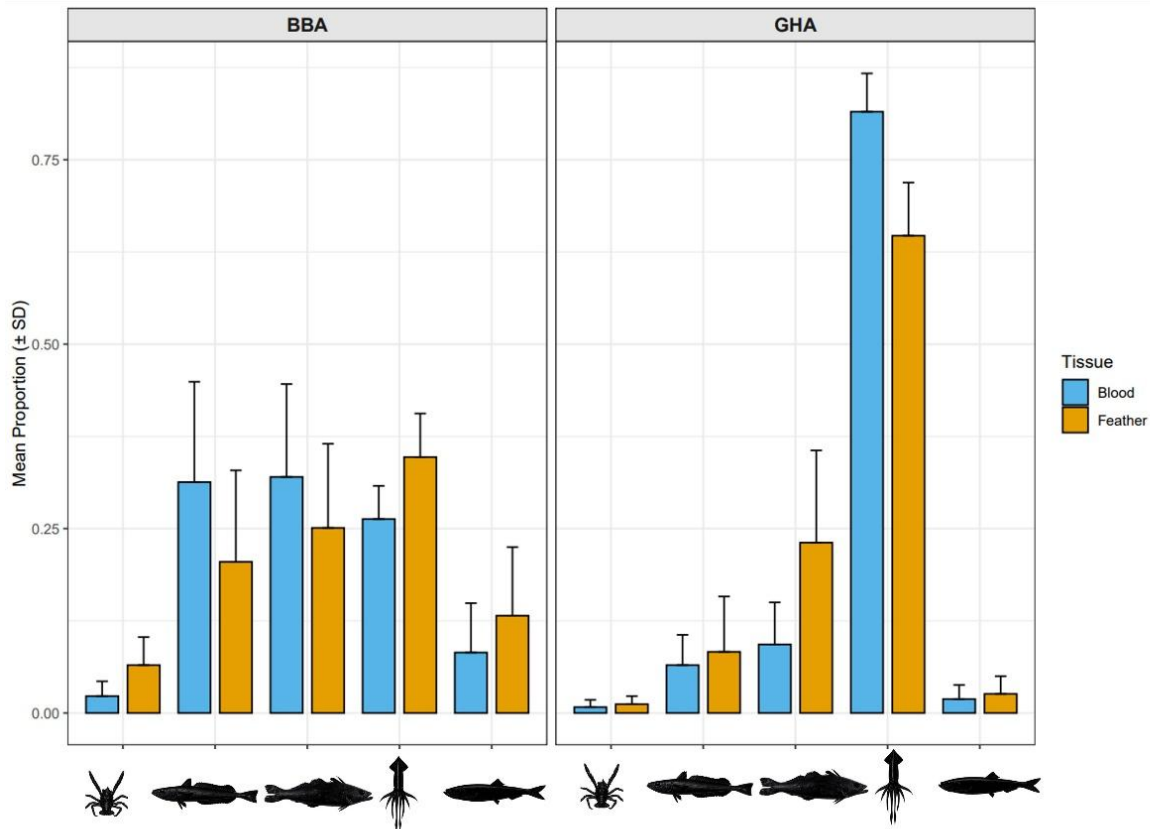 BBA
GHA
Mean Proportion (± SD)
0.75
0.50
0.25
0.00
Tissue
Blood
Feather